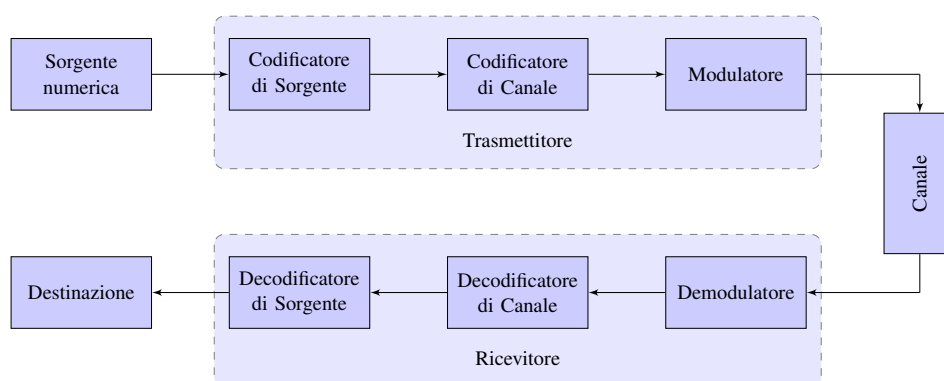 Sorgente
numerica
Codificatore
di Sorgente
Codificatore
di Canale
Modulatore
Trasmettitore
Canale
Destinazione
Decodificatore
di Sorgente
Decodificatore
di Canale
Demodulatore
Ricevitore